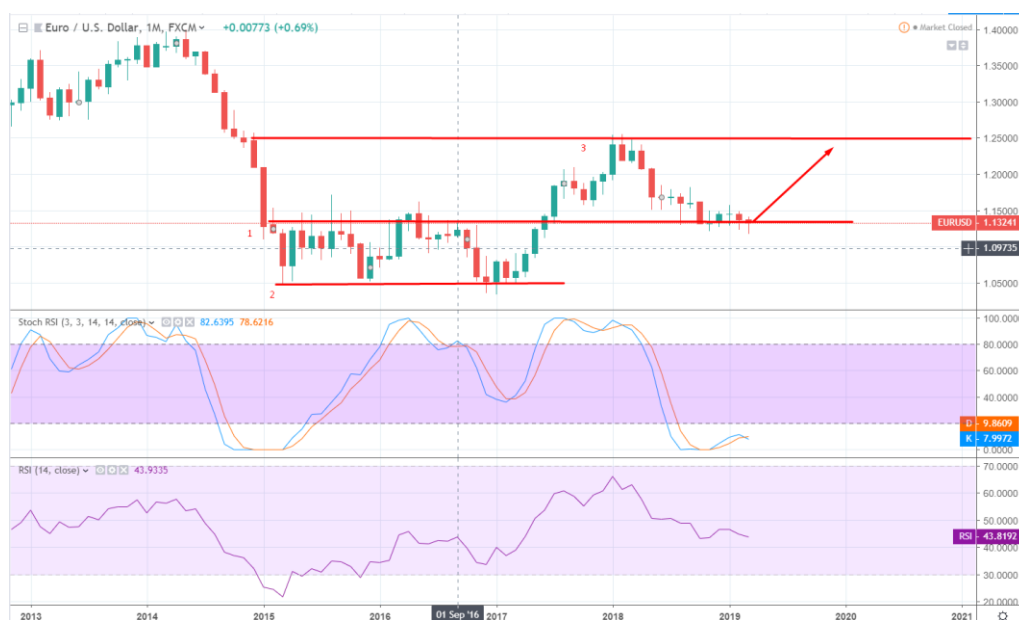 Euro / U.S. Dollar, 1M, FXCM +0.00773 (+0.69%)
Market Closed
1.40000
1.35000
1.30000
1.25000
1.20000
1.15000
EURUSD 1.13241
1.09735
1.05000
1
2
3
Stoch RSI (3, 3, 14, 14, close) 82.6395 78.6216
100.0000
80.0000
60.0000
40.0000
D 9.8609
K 7.9972
0.0000
RSI (14, close) 43.9335
70.0000
60.0000
50.0000
RSI 43.8192
40.0000
30.0000
20.0000
2013 2014 2015 2016 01 Sep '16 2017 2018 2019 2020 2021